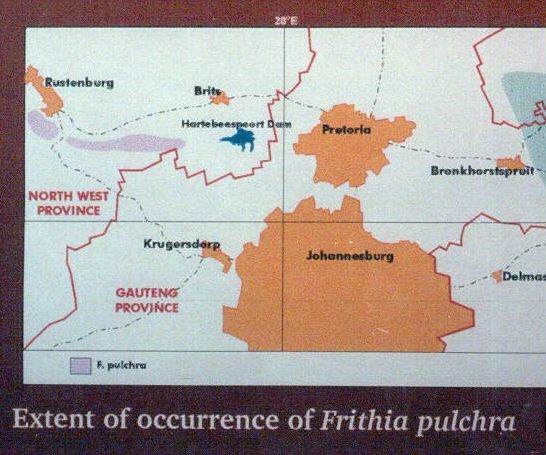 28°E
Rustenburg
Brits
Hartebeespoort Dam
Pretoria
Bronkhorstspruit
NORTH WEST
PROVINCE
Krugersdorp
Johannesburg
Delmas
GAUTENG
PROVINCE
F. pulchra
Extent of occurrence of Frithia pulchra